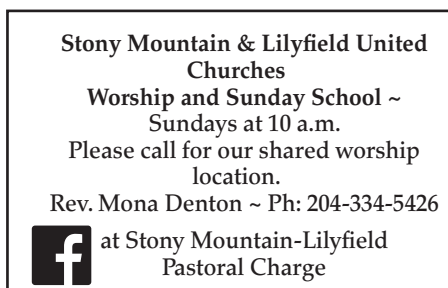 Stony Mountain & Lilyfield United
Churches
Worship and Sunday School ~
Sundays at 10 a.m.
Please call for our shared worship
location.
Rev. Mona Denton ~ Ph: 204-334-5426
f at Stony Mountain-Lilyfield
Pastoral Charge